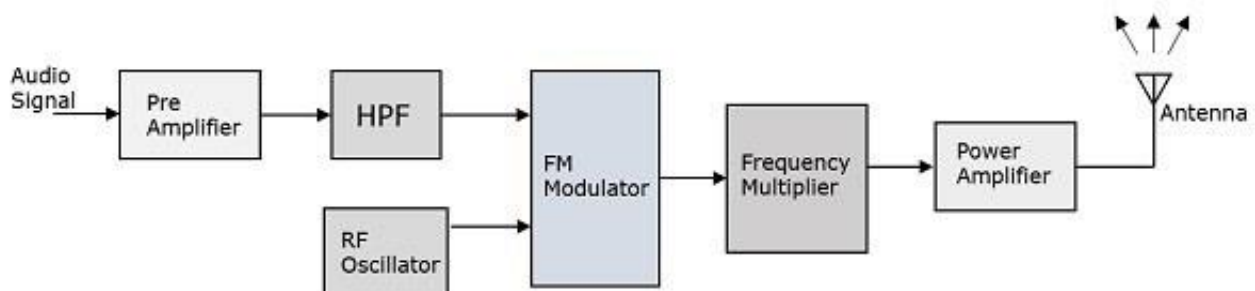 Audio
Signal
Pre
Amplifier
HPF
RF
Oscillator
FM
Modulator
Frequency
Multiplier
Power
Amplifier
Antenna